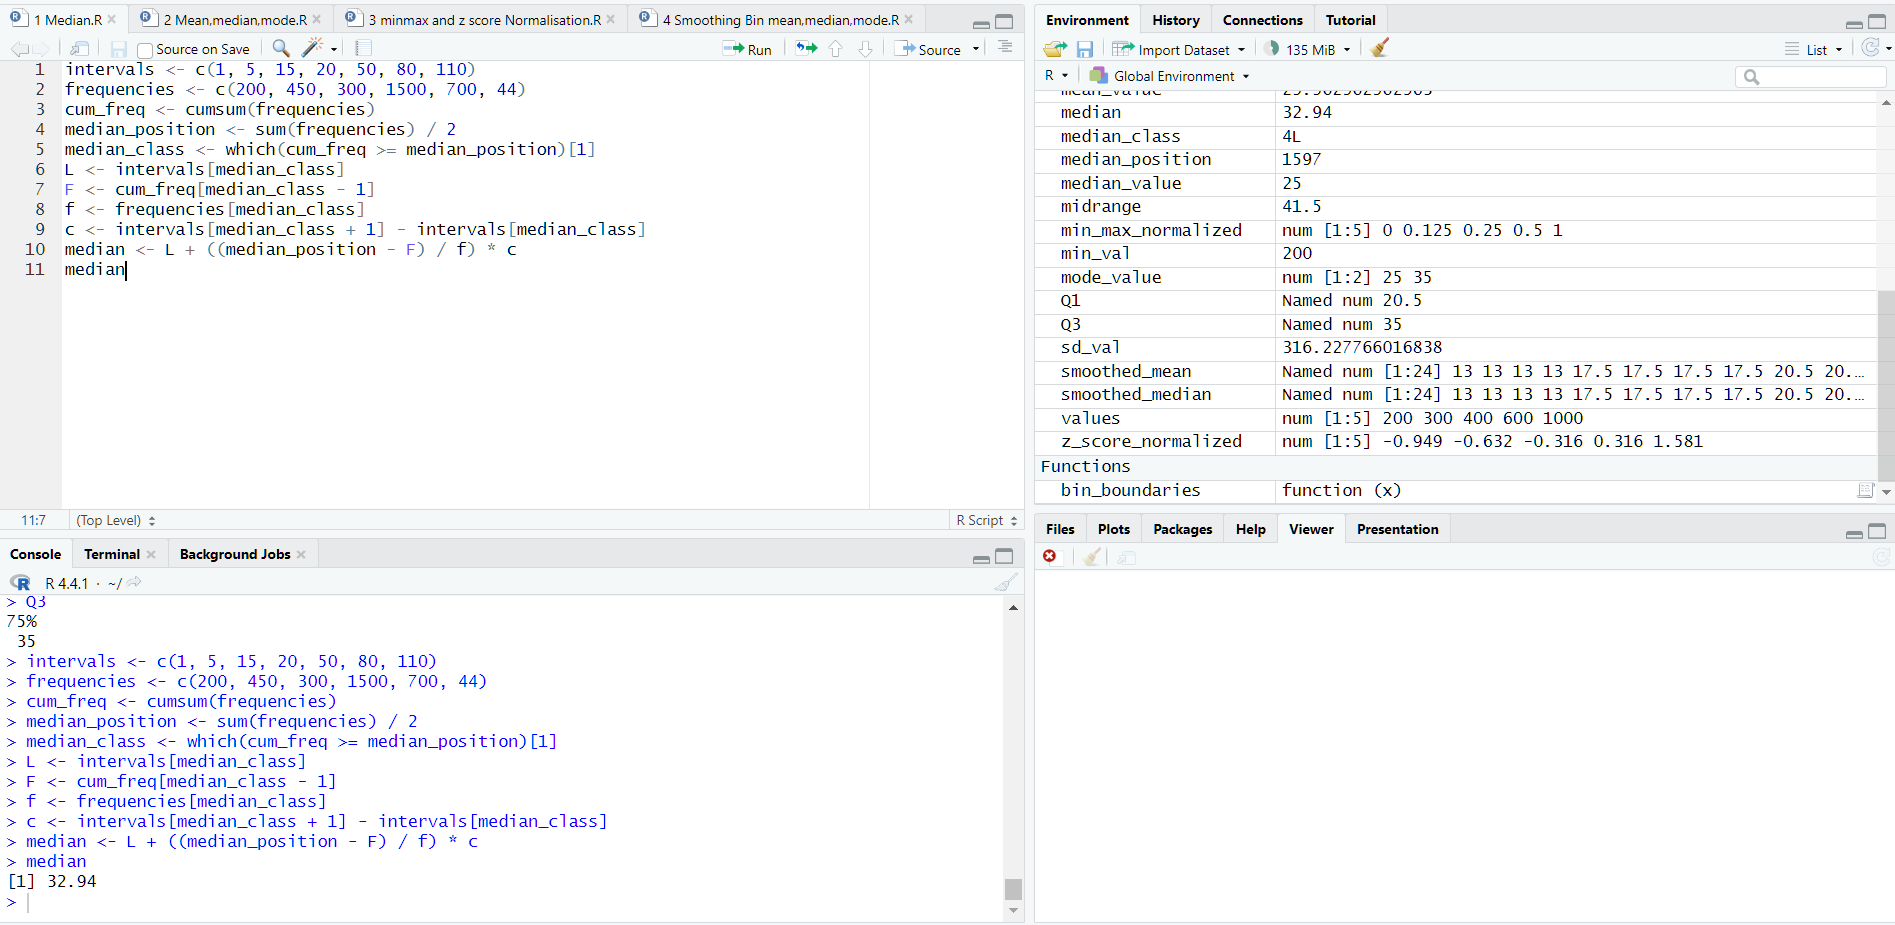 1 Median.R
2 Mean,median,mode.R
3 minmax and z score Normalisation.R
4 Smoothing Bin mean,median,mode.R
Source on Save
Run
Source
1 intervals <- c(1, 5, 15, 20, 50, 80, 110)
2 frequencies <- c(200, 450, 300, 1500, 700, 44)
3 cum_freq <- cumsum(frequencies)
4 median_position <- sum(frequencies) / 2
5 median_class <- which(cum_freq >= median_position)[1]
6 L <- intervals[median_class]
7 F <- cum_freq[median_class - 1]
8 f <- frequencies[median_class]
9 c <- intervals[median_class + 1] - intervals[median_class]
10 median <- L + ((median_position - F) / f) * c
11 median
11:7 (Top Level) R Script
Console Terminal Background Jobs
R R 4.4.1 · ~/
> Q3
75%
35
> intervals <- c(1, 5, 15, 20, 50, 80, 110)
> frequencies <- c(200, 450, 300, 1500, 700, 44)
> cum_freq <- cumsum(frequencies)
> median_position <- sum(frequencies) / 2
> median_class <- which(cum_freq >= median_position)[1]
> L <- intervals[median_class]
> F <- cum_freq[median_class - 1]
> f <- frequencies[median_class]
> c <- intervals[median_class + 1] - intervals[median_class]
> median <- L + ((median_position - F) / f) * c
> median
[1] 32.94
>
Environment History Connections Tutorial
Import Dataset 135 MiB List
R Global Environment
mean_value
median 32.94
median_class 4L
median_position 1597
median_value 25
midrange 41.5
min_max_normalized num [1:5] 0 0.125 0.25 0.5 1
min_val 200
mode_value num [1:2] 25 35
Q1 Named num 20.5
Q3 Named num 35
sd_val 316.227766016838
smoothed_mean Named num [1:24] 13 13 13 13 17.5 17.5 17.5 17.5 20.5 20.…
smoothed_median Named num [1:24] 13 13 13 13 17.5 17.5 17.5 17.5 20.5 20.…
values num [1:5] 200 300 400 600 1000
z_score_normalized num [1:5] -0.949 -0.632 -0.316 0.316 1.581
Functions
bin_boundaries function (x)
Files Plots Packages Help Viewer Presentation